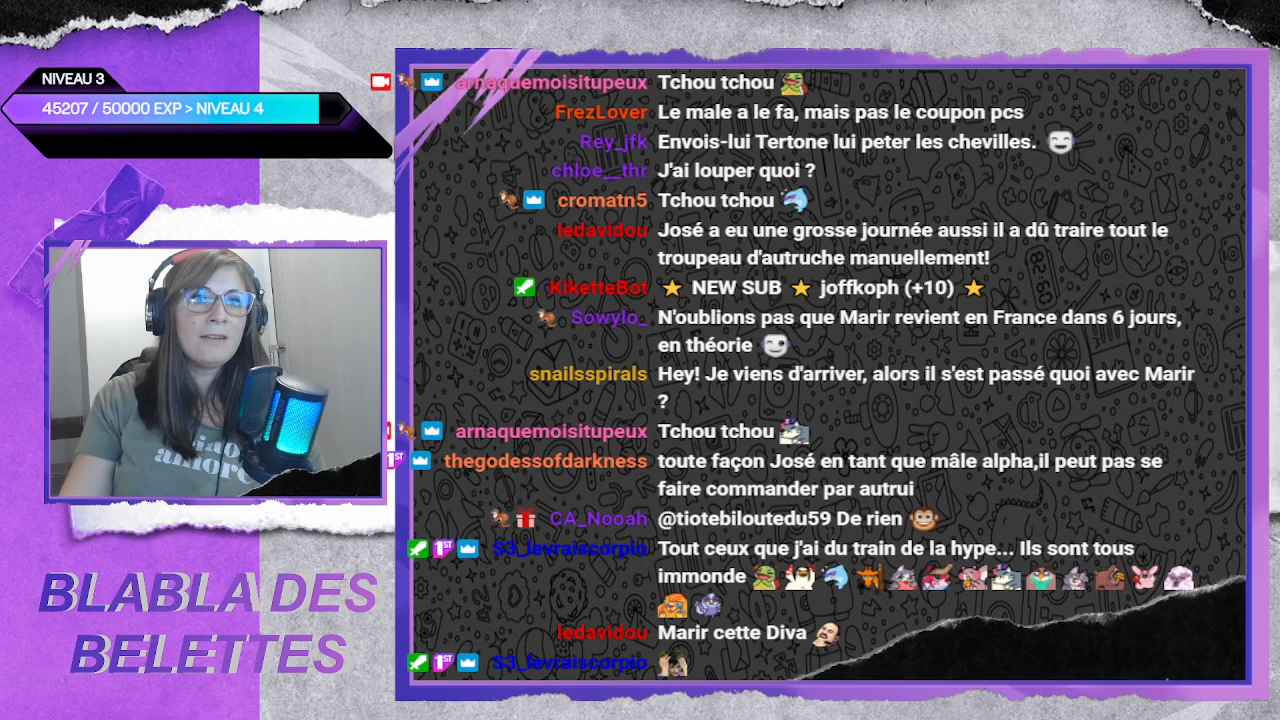 NIVEAU 3
45207 / 50000 EXP > NIVEAU 4
arnaquemoisitupeux Tchou tchou
FrezLover Le male a le fa, mais pas le coupon pcs
Rey_jfk Envois-lui Tertone lui peter les chevilles.
chloe__thr J'ai louper quoi ?
cromatn5 Tchou tchou
ledavidou José a eu une grosse journée aussi il a dû traire tout le
troupeau d'autruche manuellement!
KiketteBot NEW SUB joffkoph (+10)
Sowylo_ N'oublions pas que Marir revient en France dans 6 jours,
en théorie
snailsspirals Hey! Je viens d'arriver, alors il s'est passé quoi avec Marir
?
arnaquemoisitupeux Tchou tchou
1ST thegodessofdarkness toute façon José en tant que mâle alpha,il peut pas se
faire commander par autrui
CA_Nooah @tiotebiloutedu59 De rien
1ST S3_levraiscorpio Tout ceux que j'ai du train de la hype... Ils sont tous
immonde
ledavidou Marir cette Diva
1ST S3_levraiscorpio
ciao
amore
BLABLA DES
BELETTES